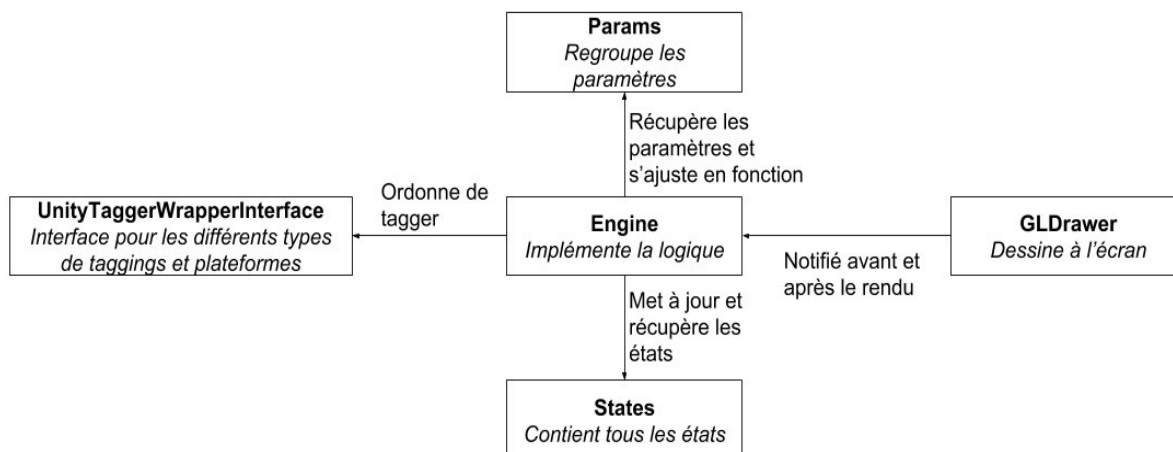 Params
Regroupe les
paramètres
Récupère les
paramètres et
s'ajuste en fonction
Ordonne de
tagger
UnityTaggerWrapperInterface
Interface pour les différents types
de taggings et plateformes
Engine
Implémente la logique
GLDrawer
Dessine à l'écran
Notifié avant et
après le rendu
Met à jour et
récupère les
états
States
Contient tous les états